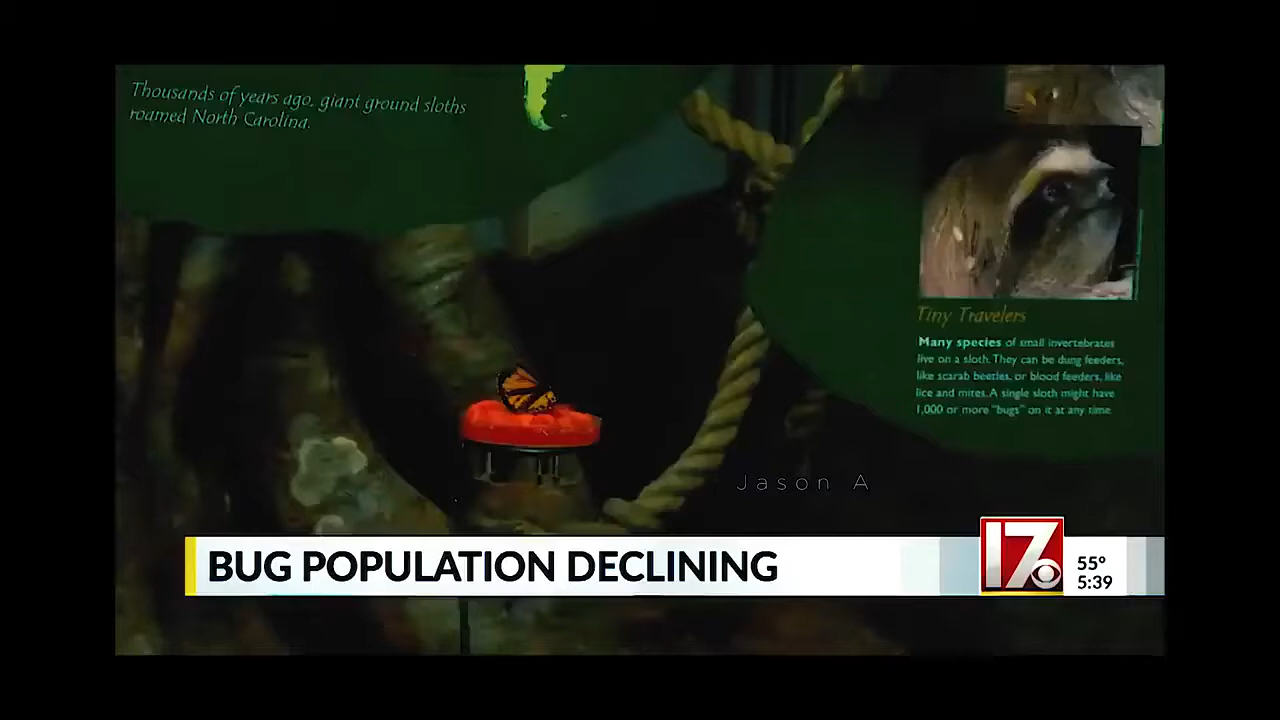 Thousands of years ago, giant ground sloths
roamed North Carolina.
Tiny Travelers
Many species of small invertebrates
live on a sloth. They can be dung feeders,
like scarab beetles, or blood feeders, like
lice and mites. A single sloth might have
1,000 or more "bugs" on it at any time.
Jason A
BUG POPULATION DECLINING
17
55°
5:39